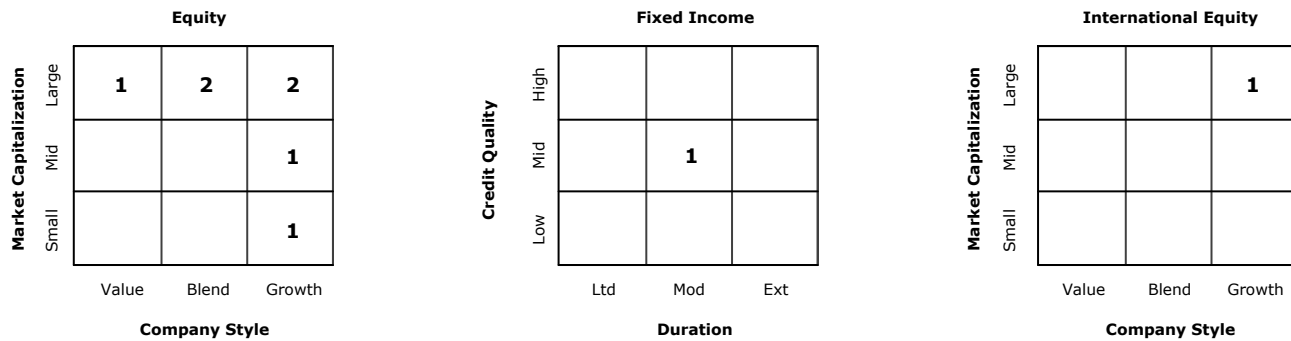 Equity
Market Capitalization
Large
1
2
2
Mid
1
Small
1
Value
Blend
Growth
Company Style
Fixed Income
Credit Quality
High
Mid
1
Low
Ltd
Mod
Ext
Duration
International Equity
Market Capitalization
Large
1
Mid
Small
Value
Blend
Growth
Company Style